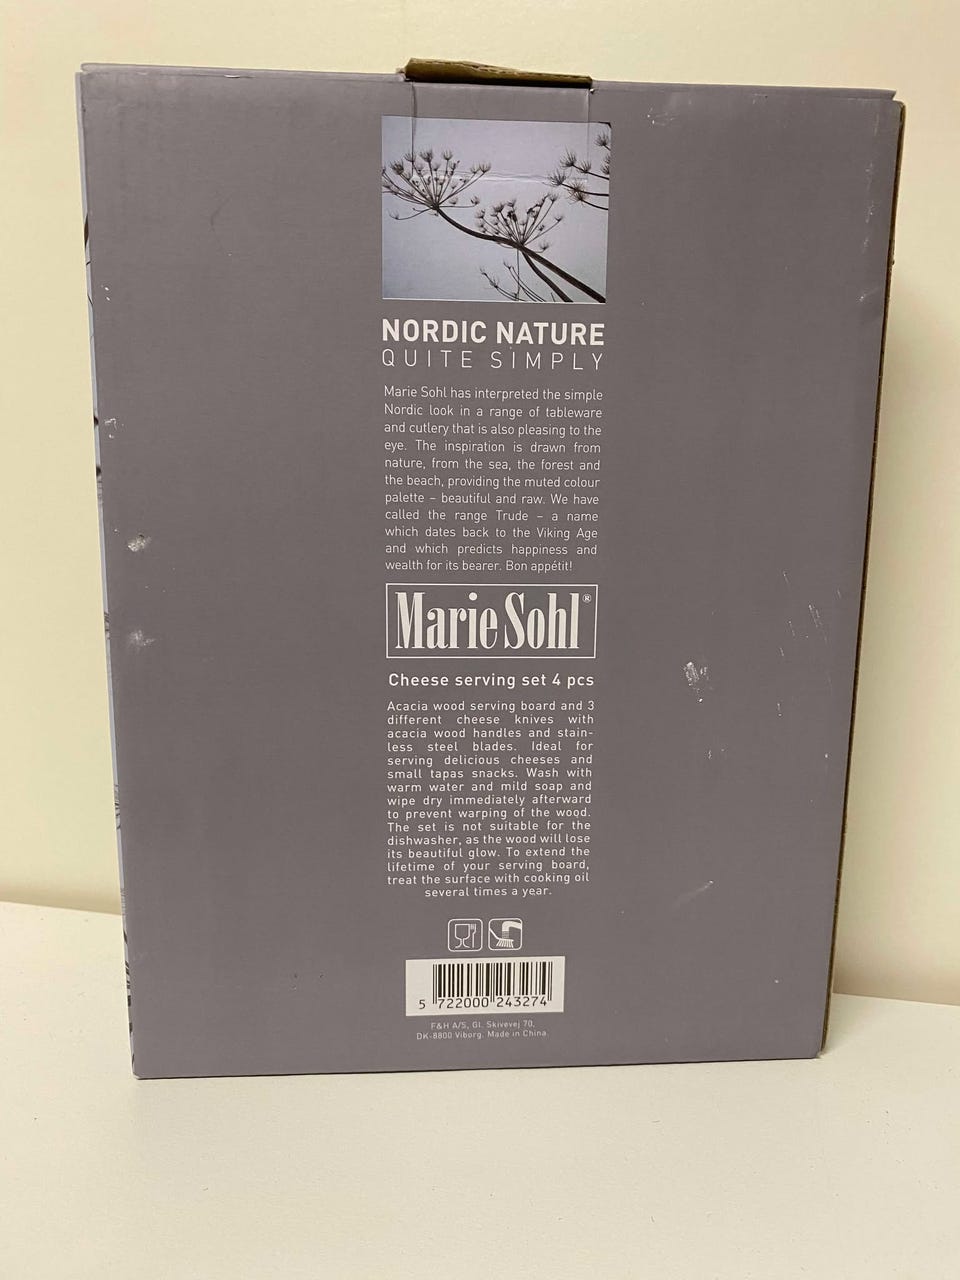 NORDIC NATURE
QUITE SIMPLY
Marie Sohl has interpreted the simple
Nordic look in a range of tableware
and cutlery that is also pleasing to the
eye. The inspiration is drawn from
nature, from the sea, the forest and
the beach, providing the muted colour
palette – beautiful and raw. We have
called the range Trude – a name
which dates back to the Viking Age
and which predicts happiness and
wealth for its bearer. Bon appétit!
Marie Sohl®
Cheese serving set 4 pcs
Acacia wood serving board and 3
different cheese knives with
acacia wood handles and stain-
less steel blades. Ideal for
serving delicious cheeses and
small tapas snacks. Wash with
warm water and mild soap and
wipe dry immediately afterward
to prevent warping of the wood.
The set is not suitable for the
dishwasher, as the wood will lose
its beautiful glow. To extend the
lifetime of your serving board,
treat the surface with cooking oil
several times a year.
5 722000 243274
F&H A/S, Gl. Skivevej 70,
DK-8800 Viborg. Made in China.